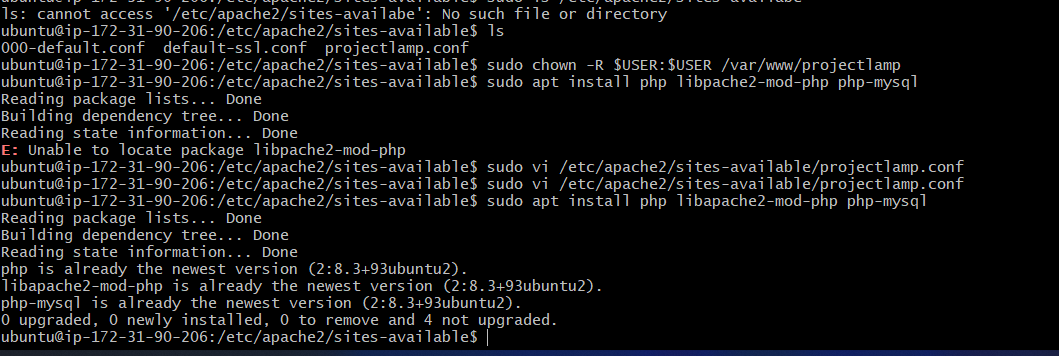 ls: cannot access '/etc/apache2/sites-availabe': No such file or directory
ubuntu@ip-172-31-90-206:/etc/apache2/sites-available$ ls
000-default.conf  default-ssl.conf  projectlamp.conf
ubuntu@ip-172-31-90-206:/etc/apache2/sites-available$ sudo chown -R $USER:$USER /var/www/projectlamp
ubuntu@ip-172-31-90-206:/etc/apache2/sites-available$ sudo apt install php libpache2-mod-php php-mysql
Reading package lists... Done
Building dependency tree... Done
Reading state information... Done
E: Unable to locate package libpache2-mod-php
ubuntu@ip-172-31-90-206:/etc/apache2/sites-available$ sudo vi /etc/apache2/sites-available/projectlamp.conf
ubuntu@ip-172-31-90-206:/etc/apache2/sites-available$ sudo vi /etc/apache2/sites-available/projectlamp.conf
ubuntu@ip-172-31-90-206:/etc/apache2/sites-available$ sudo apt install php libapache2-mod-php php-mysql
Reading package lists... Done
Building dependency tree... Done
Reading state information... Done
php is already the newest version (2:8.3+93ubuntu2).
libapache2-mod-php is already the newest version (2:8.3+93ubuntu2).
php-mysql is already the newest version (2:8.3+93ubuntu2).
0 upgraded, 0 newly installed, 0 to remove and 4 not upgraded.
ubuntu@ip-172-31-90-206:/etc/apache2/sites-available$